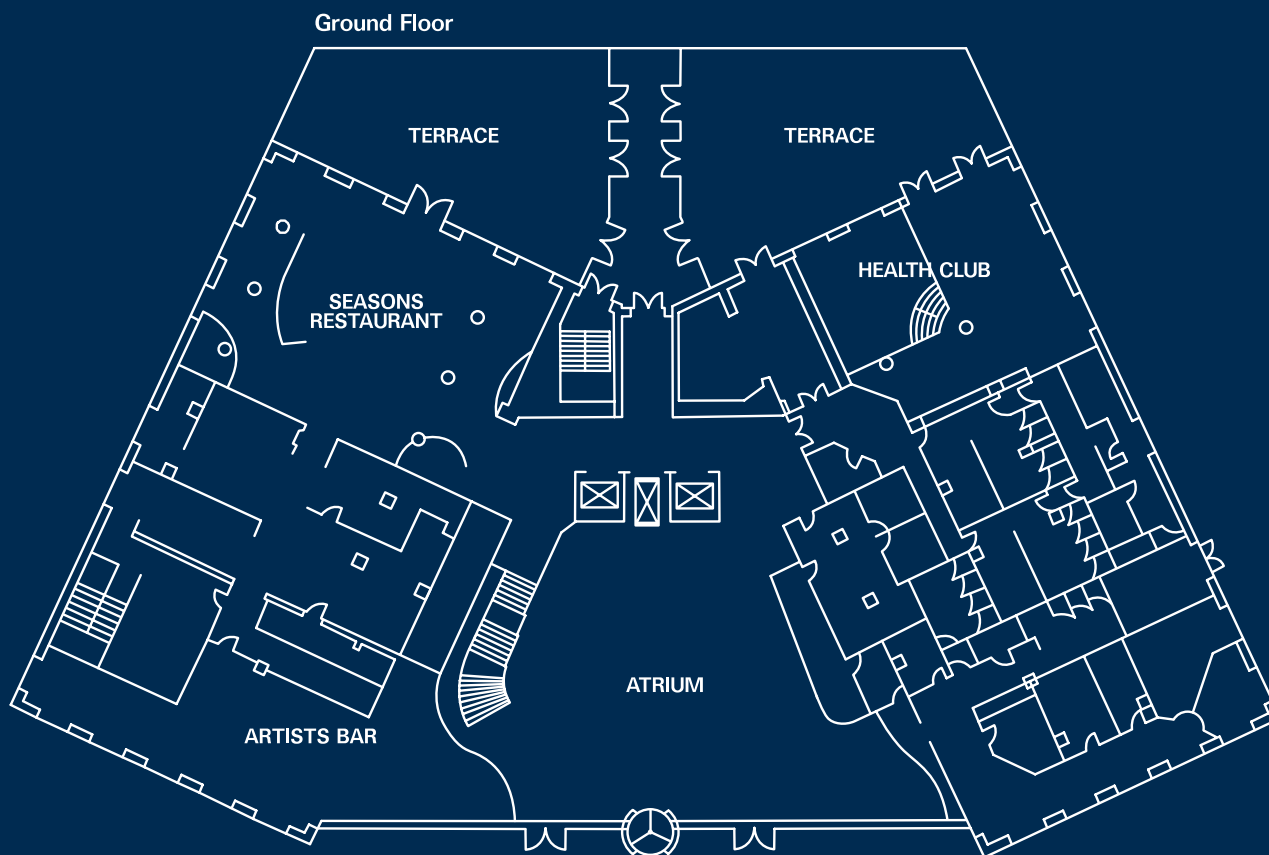 Ground Floor
TERRACE
TERRACE
HEALTH CLUB
SEASONS
RESTAURANT
ATRIUM
ARTISTS BAR